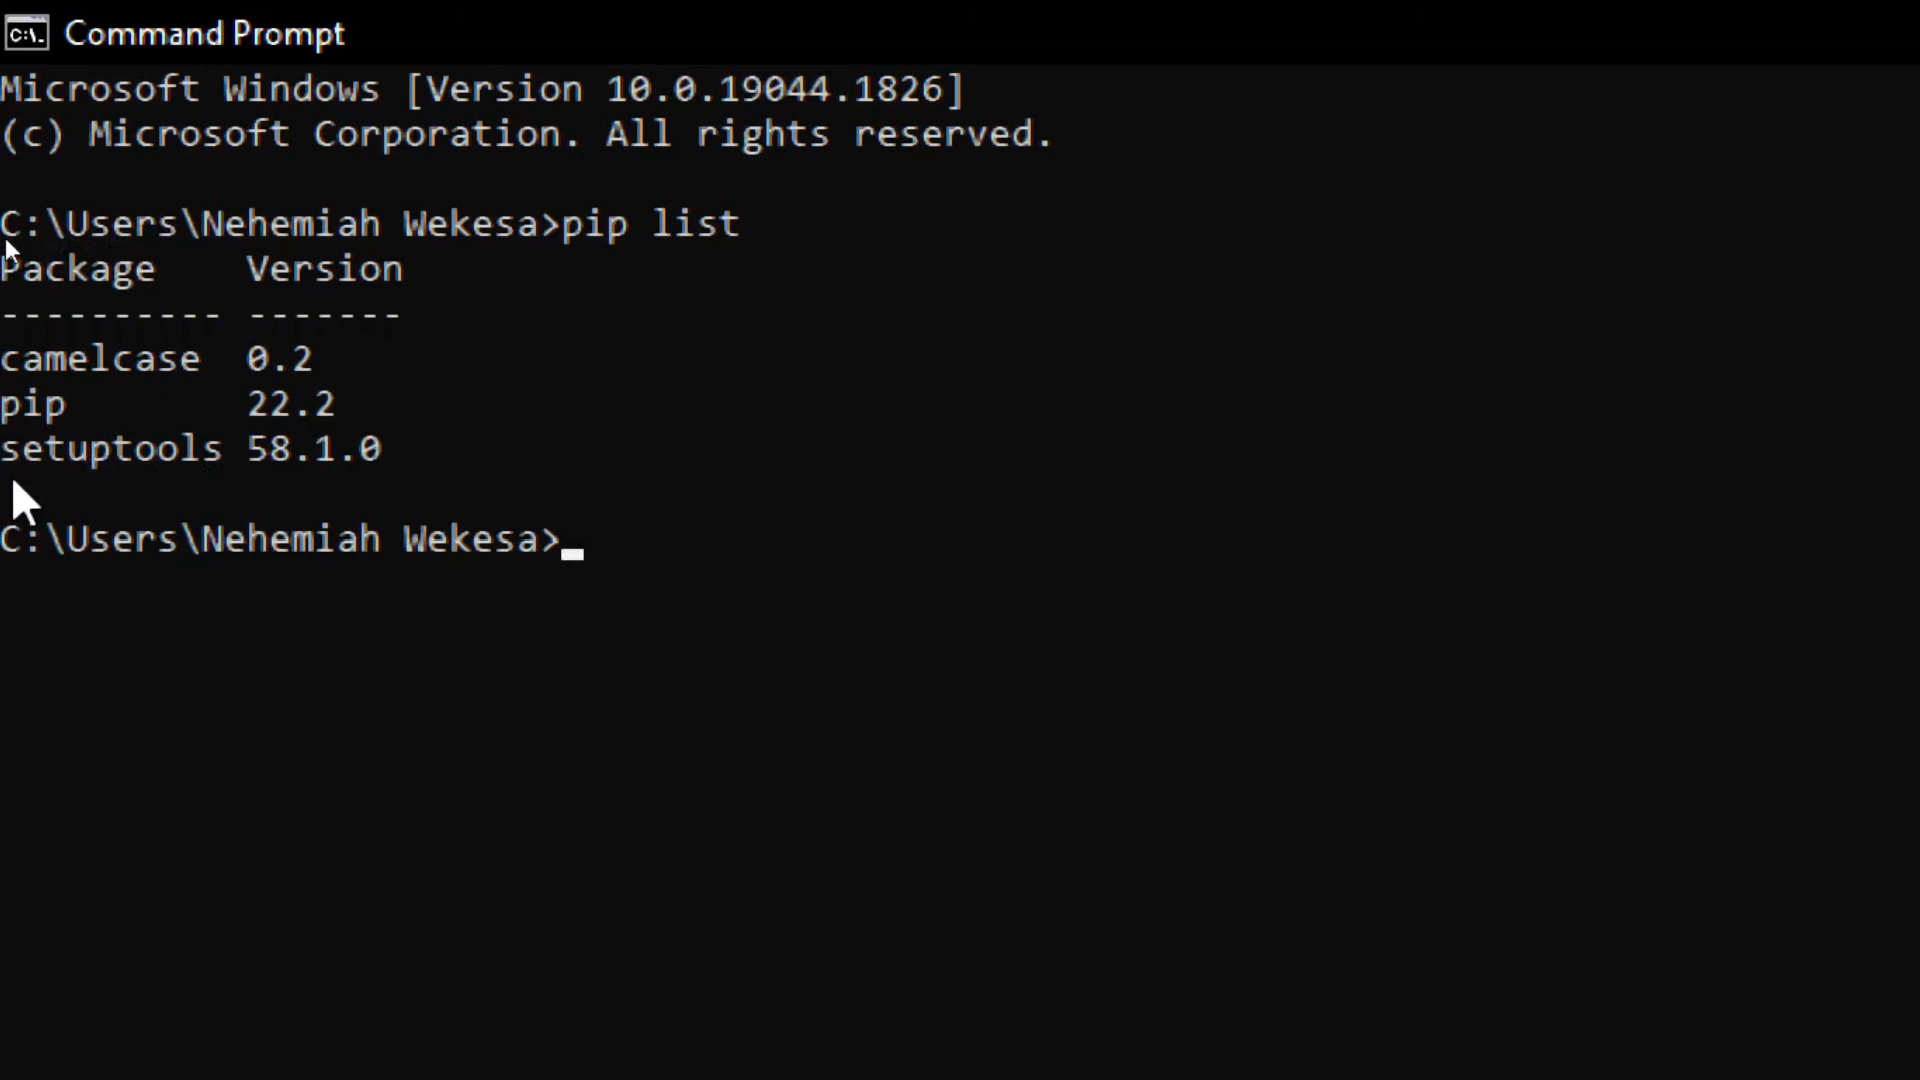 Command Prompt
Microsoft Windows [Version 10.0.19044.1826]
(c) Microsoft Corporation. All rights reserved.
C:\Users\Nehemiah Wekesa>pip list
Package    Version
---------- -------
camelcase  0.2
pip        22.2
setuptools 58.1.0
C:\Users\Nehemiah Wekesa>